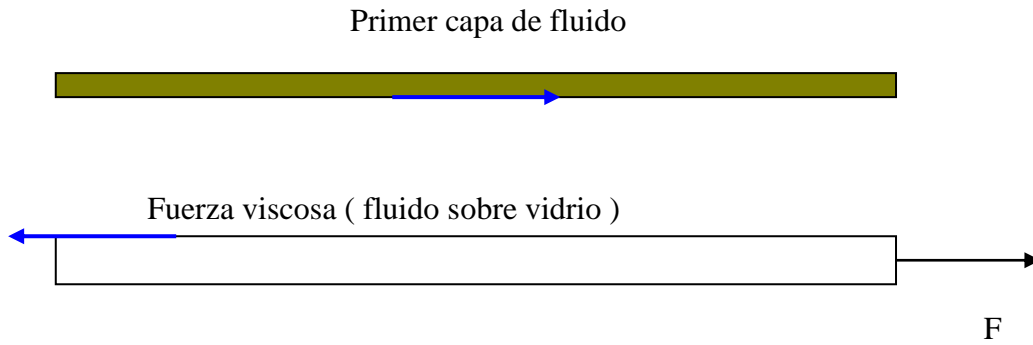 Primer capa de fluido
Fuerza viscosa ( fluido sobre vidrio )
F